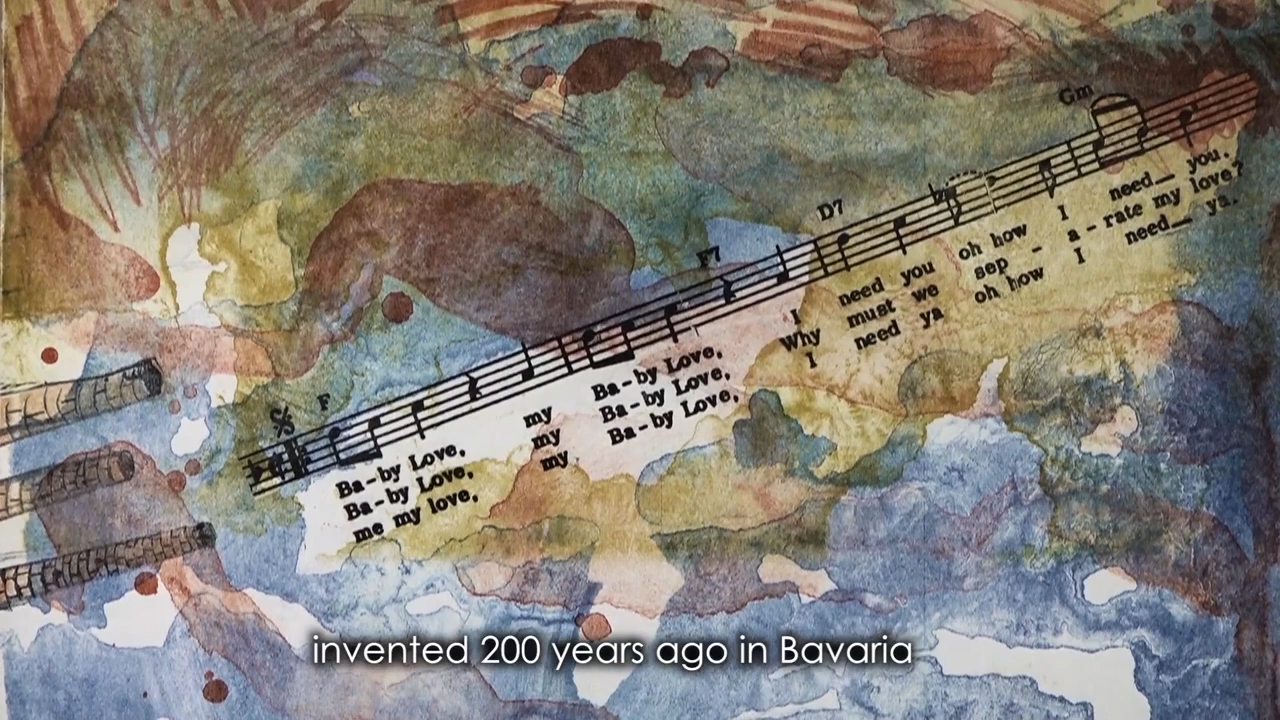 F F7 D7 Gm
Ba-by Love, my Ba-by Love, I need you oh how I need you.
Ba-by Love, my Ba-by Love, Why must we sep - a - rate my love?
me my love, my Ba-by Love, I need ya oh how I need ya.
invented 200 years ago in Bavaria